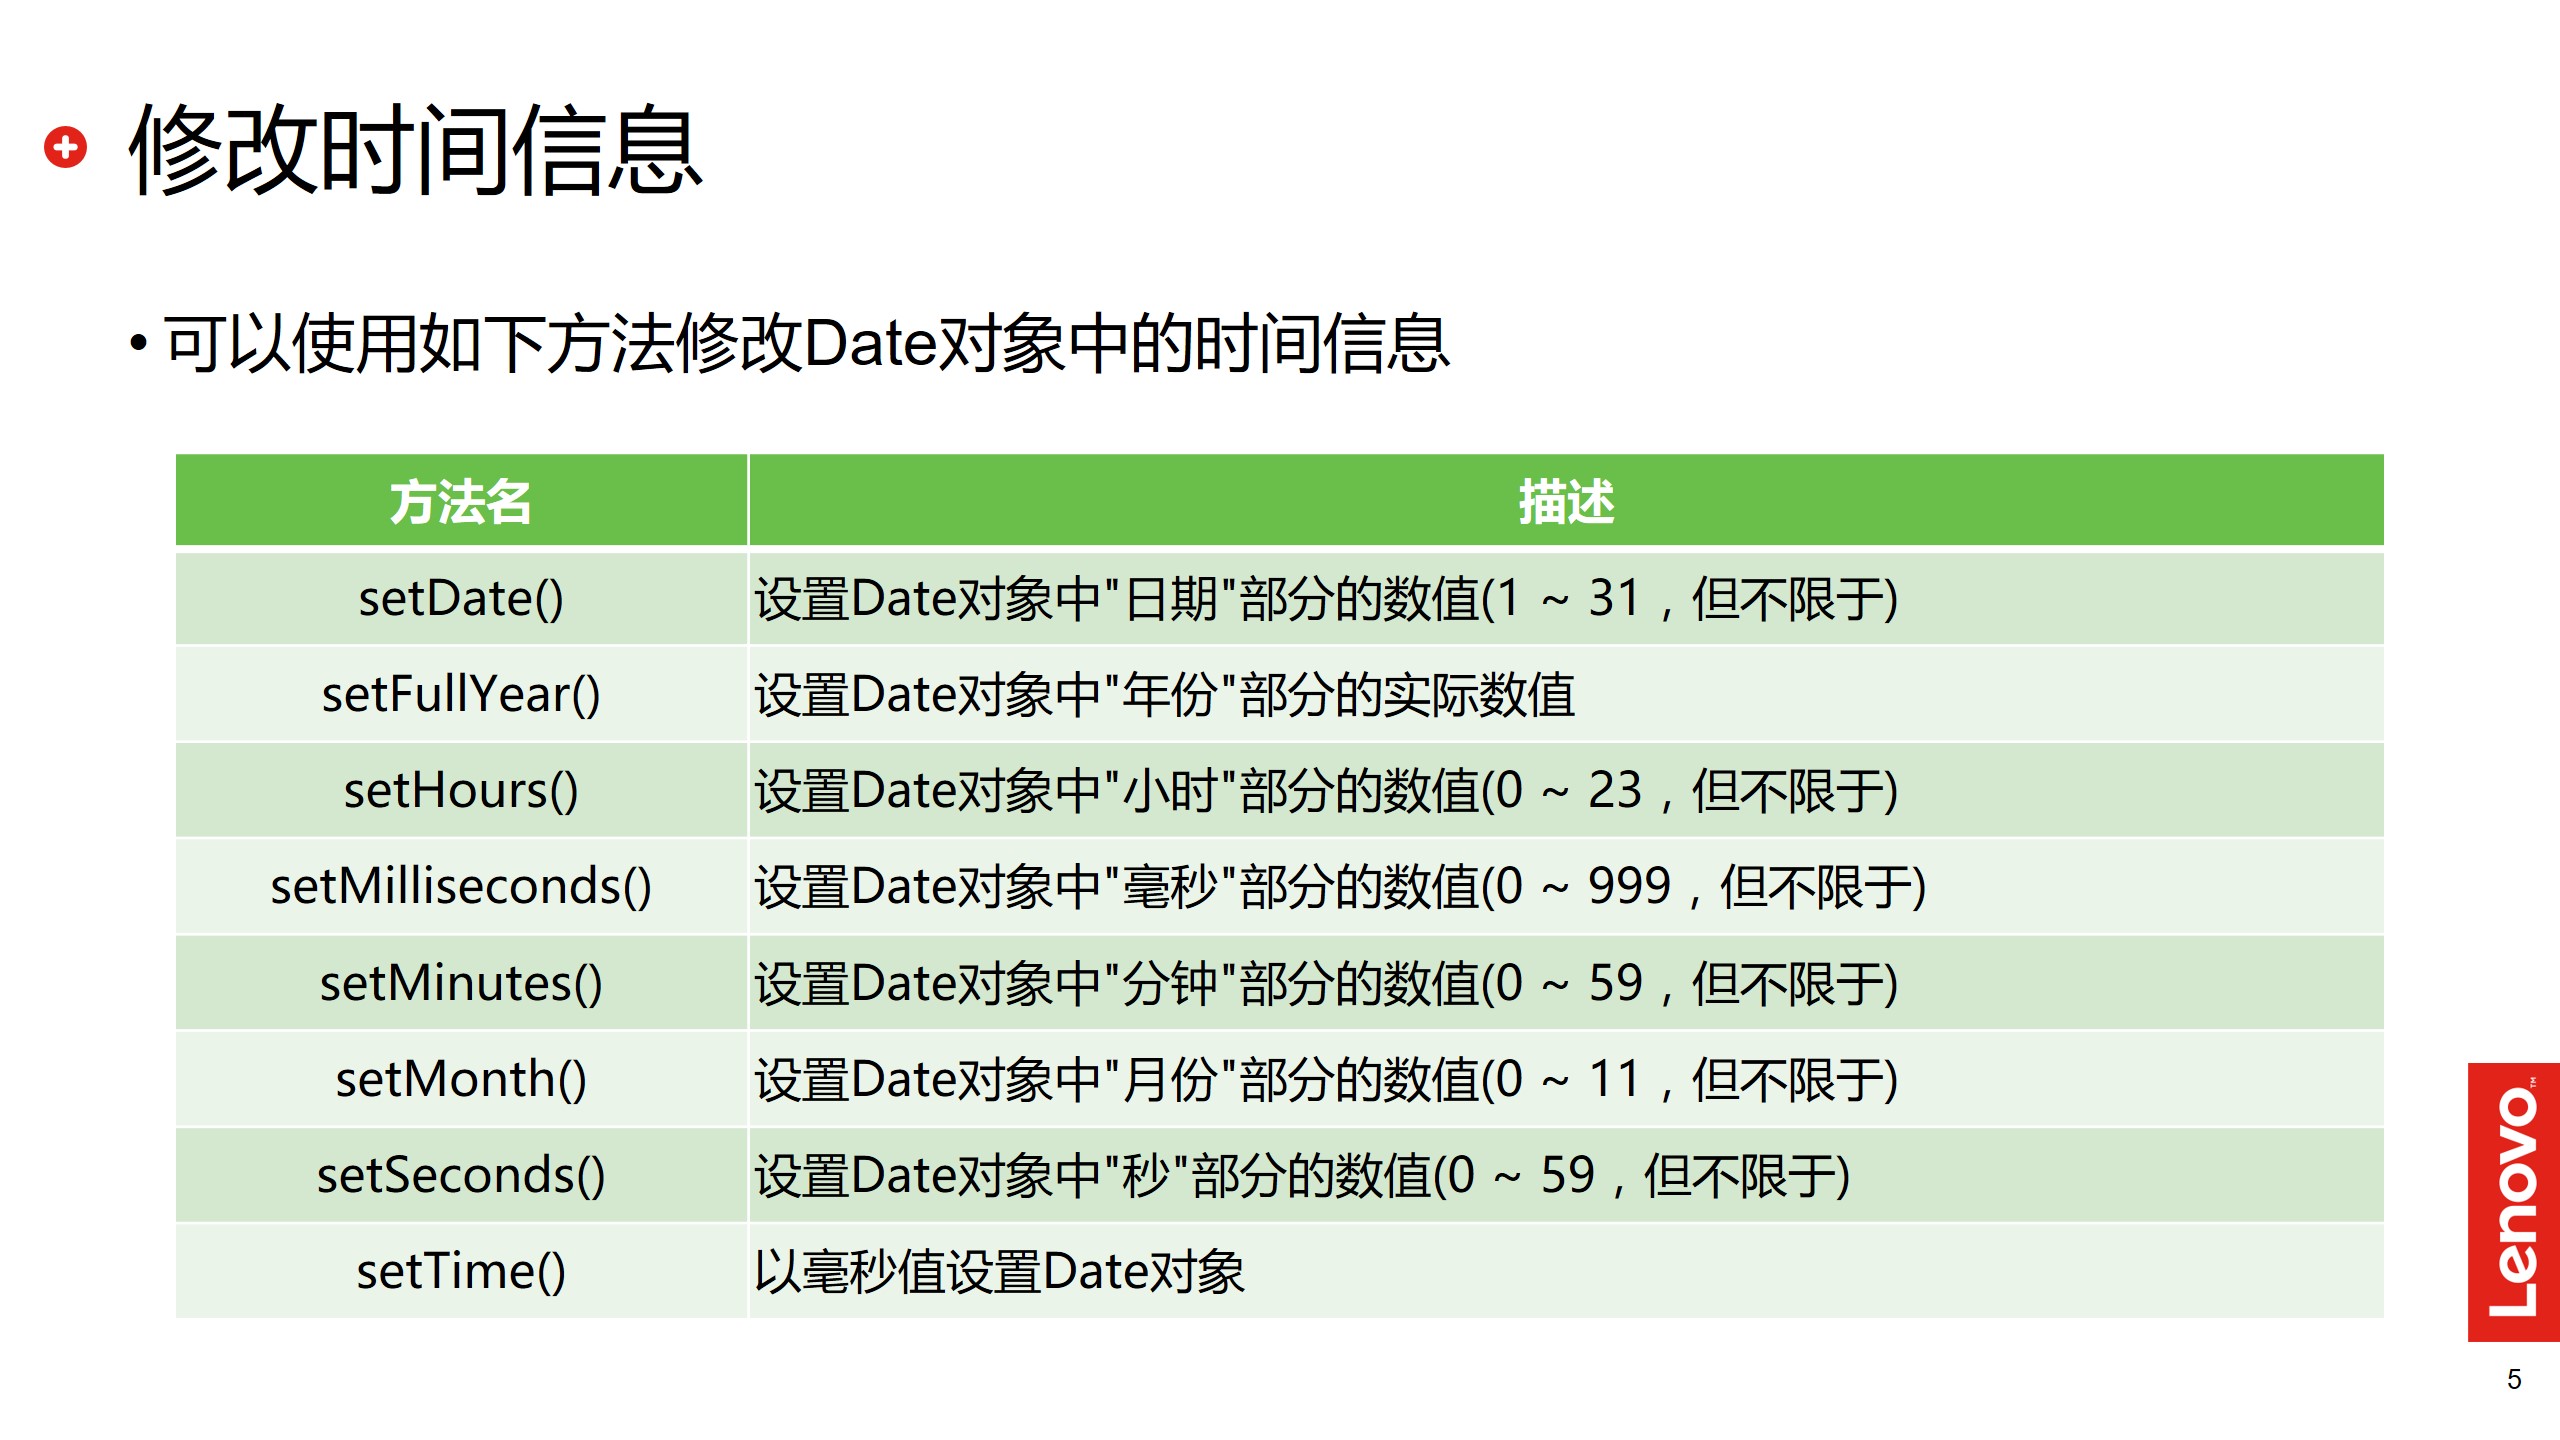 修改时间信息
• 可以使用如下方法修改Date对象中的时间信息
方法名 描述
setDate() 设置Date对象中"日期"部分的数值(1 ~ 31，但不限于)
setFullYear() 设置Date对象中"年份"部分的实际数值
setHours() 设置Date对象中"小时"部分的数值(0 ~ 23，但不限于)
setMilliseconds() 设置Date对象中"毫秒"部分的数值(0 ~ 999，但不限于)
setMinutes() 设置Date对象中"分钟"部分的数值(0 ~ 59，但不限于)
setMonth() 设置Date对象中"月份"部分的数值(0 ~ 11，但不限于)
setSeconds() 设置Date对象中"秒"部分的数值(0 ~ 59，但不限于)
setTime() 以毫秒值设置Date对象
Lenovo™
5